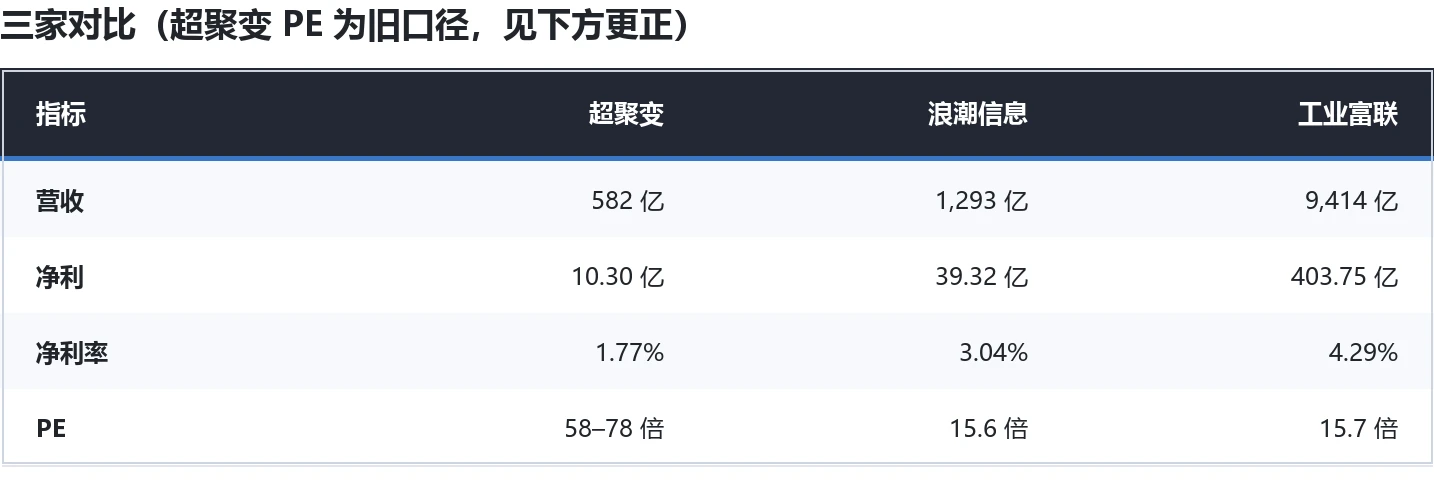 三家对比（超聚变 PE 为旧口径，见下方更正）
指标 超聚变 浪潮信息 工业富联
营收 582 亿 1,293 亿 9,414 亿
净利 10.30 亿 39.32 亿 403.75 亿
净利率 1.77% 3.04% 4.29%
PE 58–78 倍 15.6 倍 15.7 倍